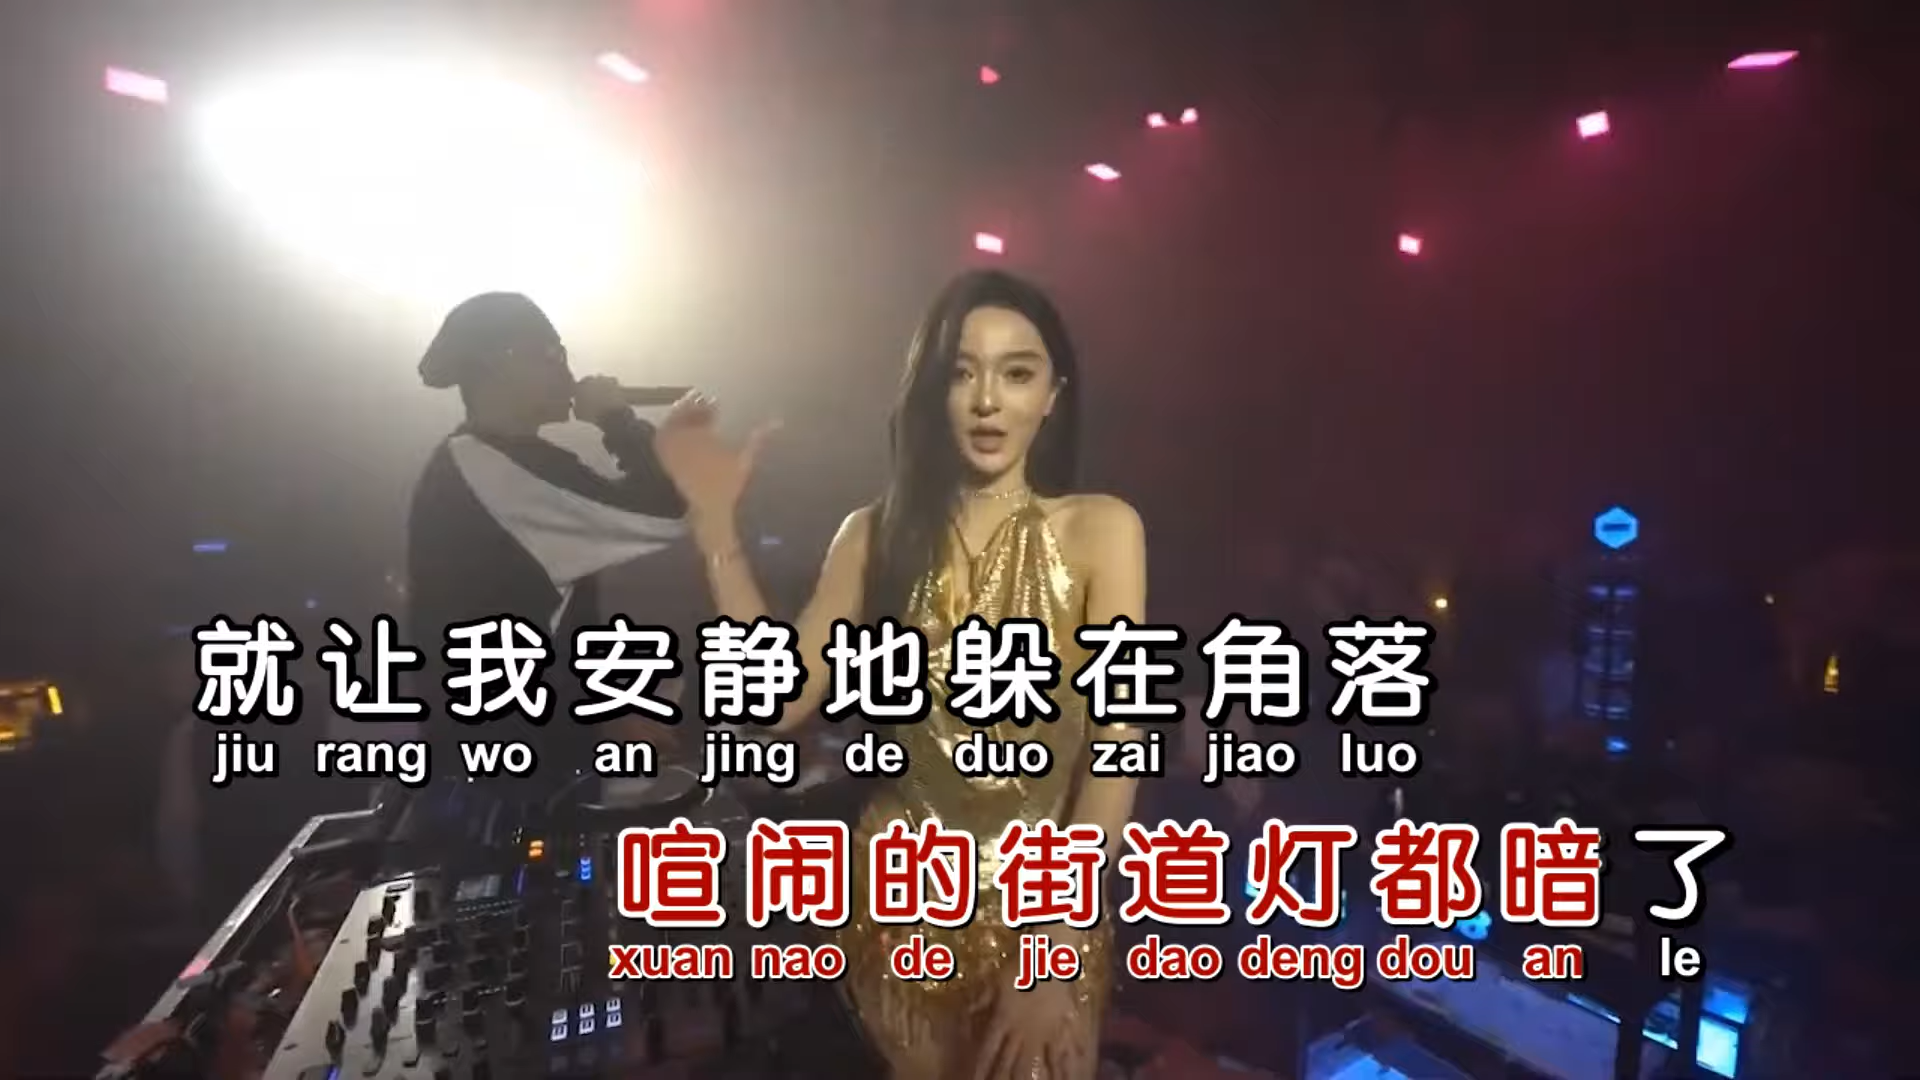 就让我安静地躲在角落
jiu rang wo an jing de duo zai jiao luo
喧闹的街道灯都暗了
xuan nao de jie dao deng dou an le